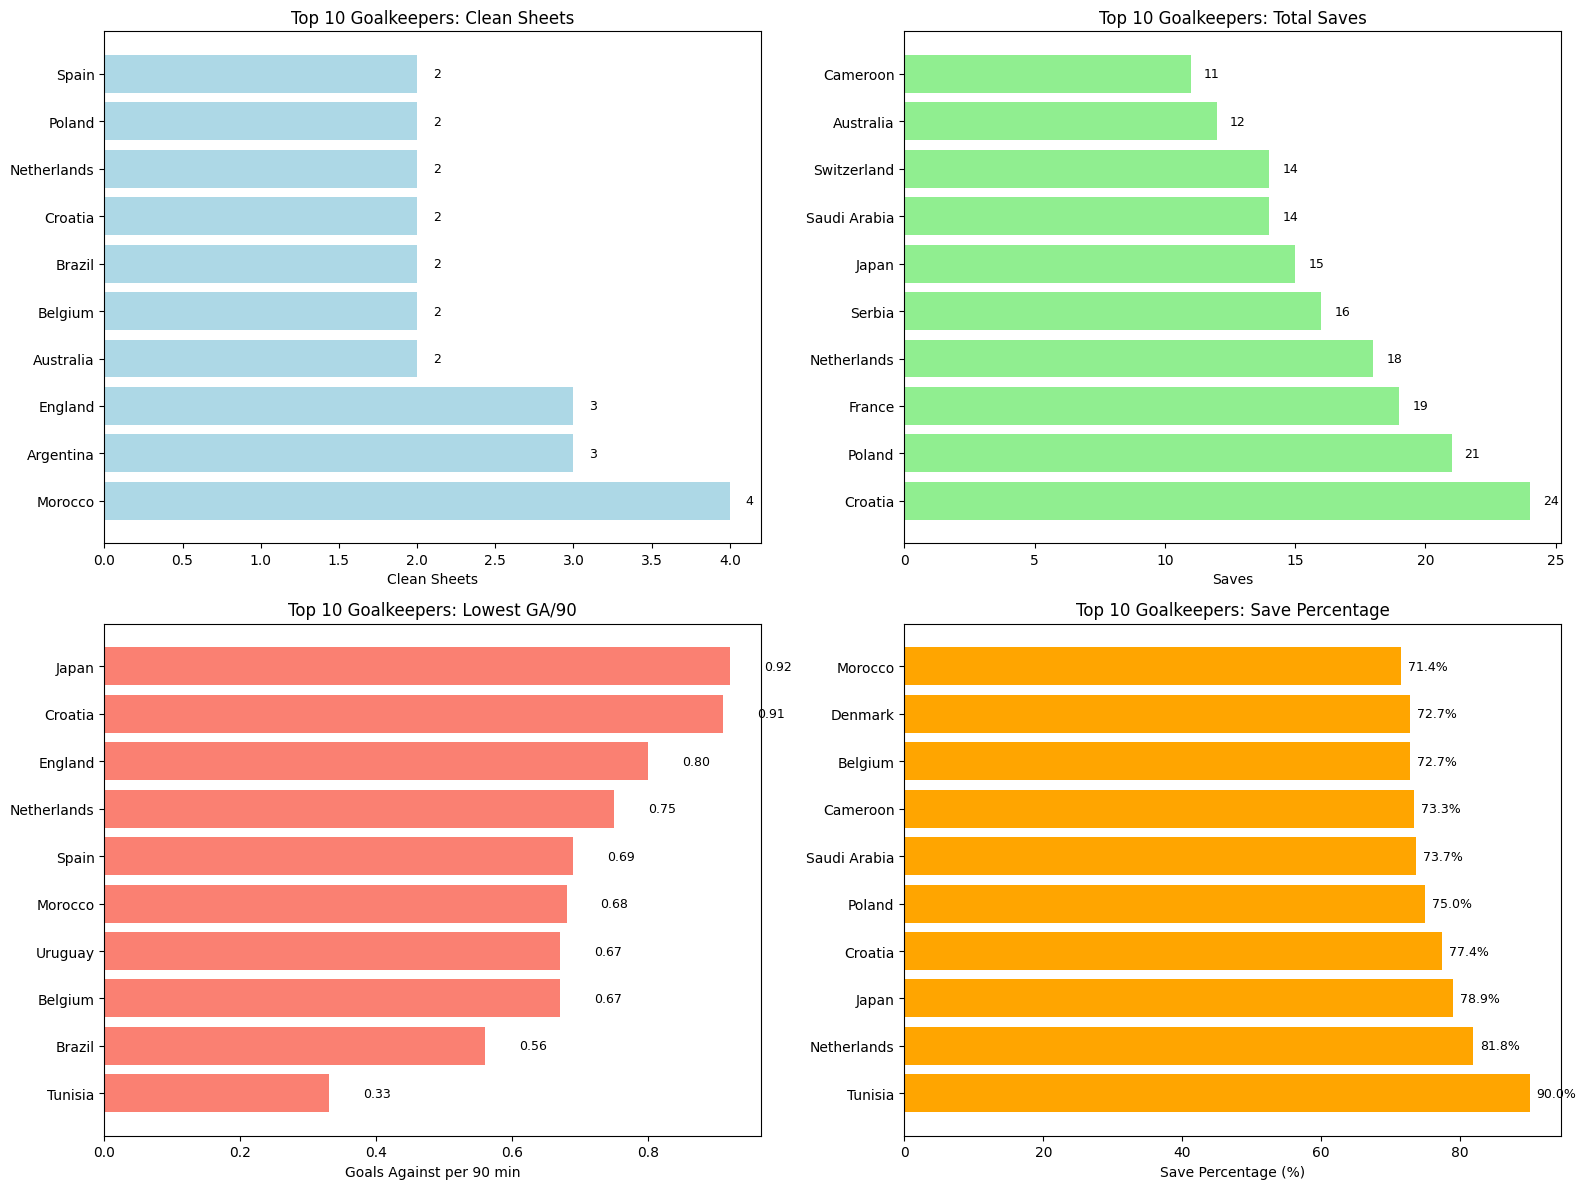 Top 10 Goalkeepers: Clean Sheets
Spain 2
Poland 2
Netherlands 2
Croatia 2
Brazil 2
Belgium 2
Australia 2
England 3
Argentina 3
Morocco 4
0.0 0.5 1.0 1.5 2.0 2.5 3.0 3.5 4.0
Clean Sheets
Top 10 Goalkeepers: Total Saves
Cameroon 11
Australia 12
Switzerland 14
Saudi Arabia 14
Japan 15
Serbia 16
Netherlands 18
France 19
Poland 21
Croatia 24
0 5 10 15 20 25
Saves
Top 10 Goalkeepers: Lowest GA/90
Japan 0.92
Croatia 0.91
England 0.80
Netherlands 0.75
Spain 0.69
Morocco 0.68
Uruguay 0.67
Belgium 0.67
Brazil 0.56
Tunisia 0.33
0.0 0.2 0.4 0.6 0.8
Goals Against per 90 min
Top 10 Goalkeepers: Save Percentage
Morocco 71.4%
Denmark 72.7%
Belgium 72.7%
Cameroon 73.3%
Saudi Arabia 73.7%
Poland 75.0%
Croatia 77.4%
Japan 78.9%
Netherlands 81.8%
Tunisia 90.0%
0 20 40 60 80
Save Percentage (%)